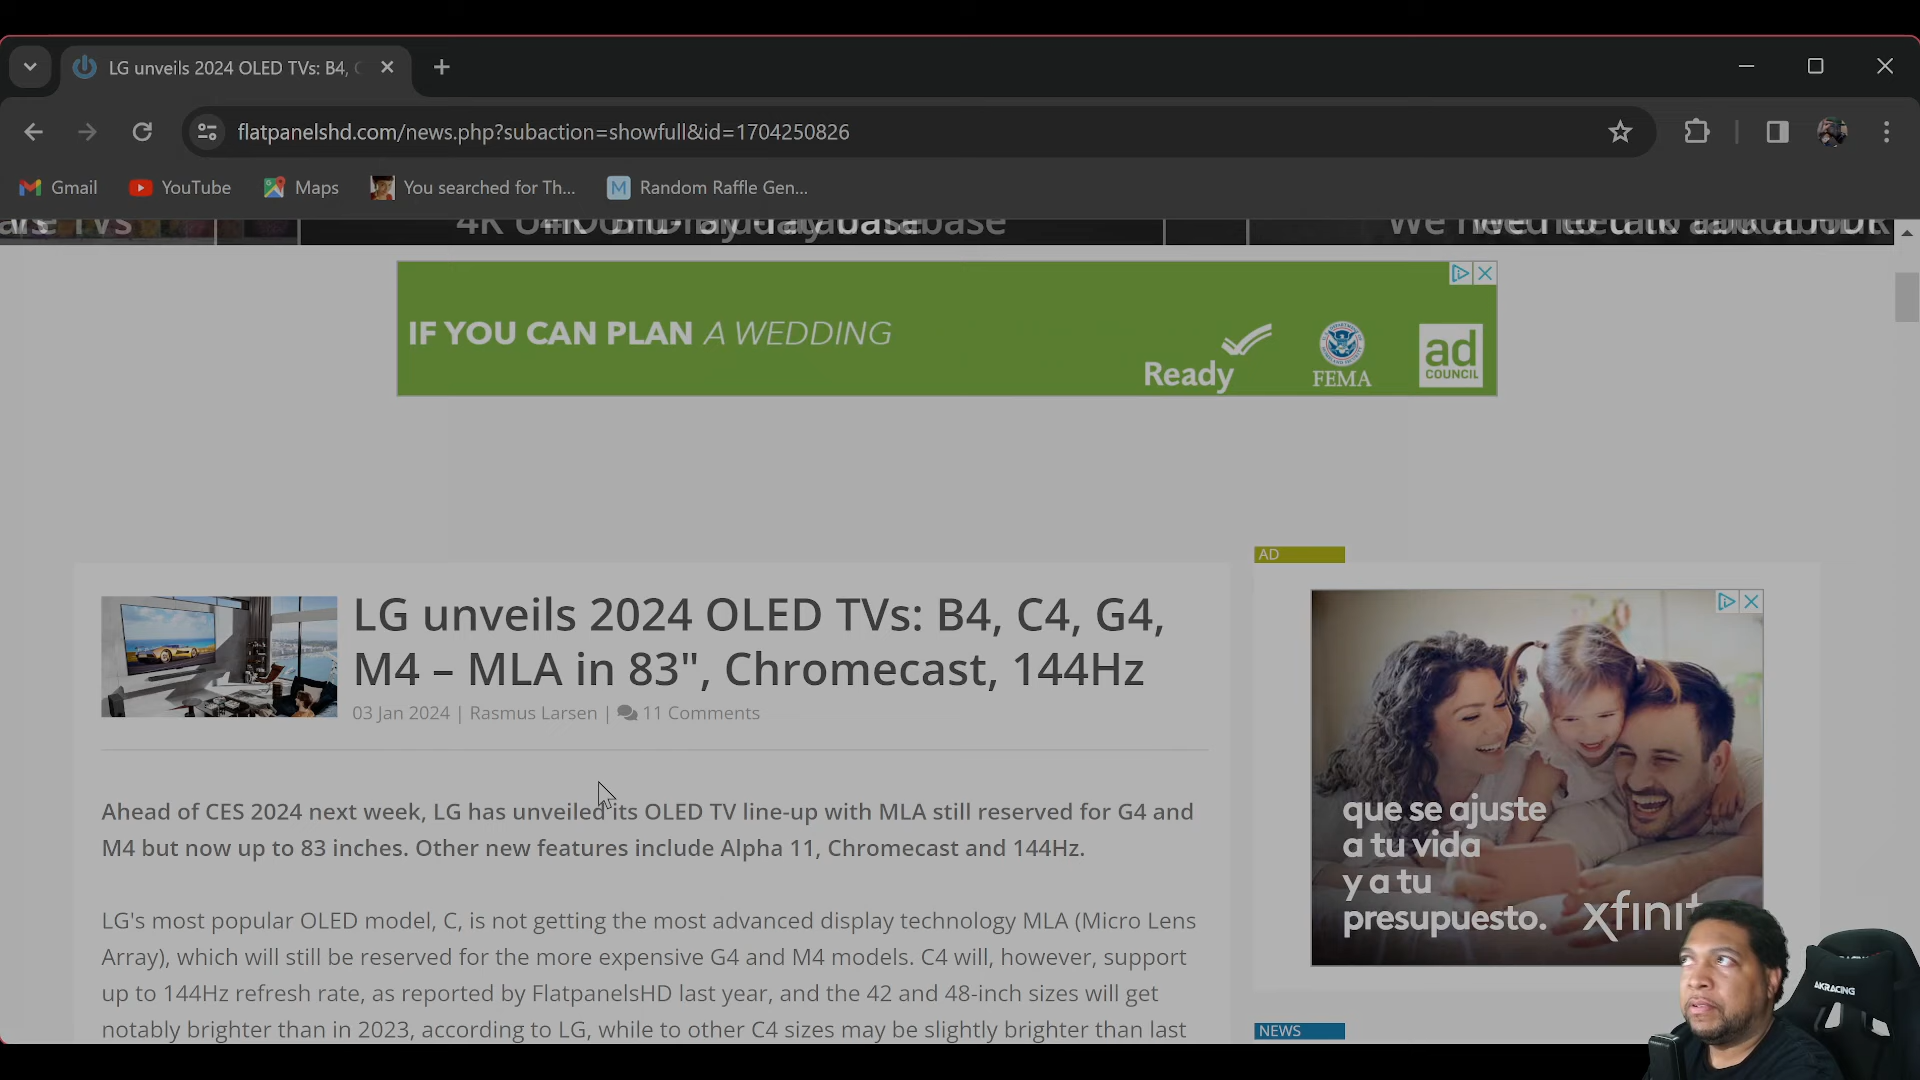 LG unveils 2024 OLED TVs: B4,
flatpanelshd.com/news.php?subaction=showfull&id=1704250826
Gmail
YouTube
Maps
You searched for Th...
M
Random Raffle Gen...
TVs
4K
IF YOU CAN PLAN A WEDDING
Ready
FEMA
ad
COUNCIL
AD
LG unveils 2024 OLED TVs: B4, C4, G4,
M4 – MLA in 83", Chromecast, 144Hz
03 Jan 2024 | Rasmus Larsen | 11 Comments
Ahead of CES 2024 next week, LG has unveiled its OLED TV line-up with MLA still reserved for G4 and
M4 but now up to 83 inches. Other new features include Alpha 11, Chromecast and 144Hz.
LG's most popular OLED model, C, is not getting the most advanced display technology MLA (Micro Lens
Array), which will still be reserved for the more expensive G4 and M4 models. C4 will, however, support
up to 144Hz refresh rate, as reported by FlatpanelsHD last year, and the 42 and 48-inch sizes will get
notably brighter than in 2023, according to LG, while to other C4 sizes may be slightly brighter than last
que se ajuste
a tu vida
y a tu
presupuesto.
xfinit
AKRACING
NEWS